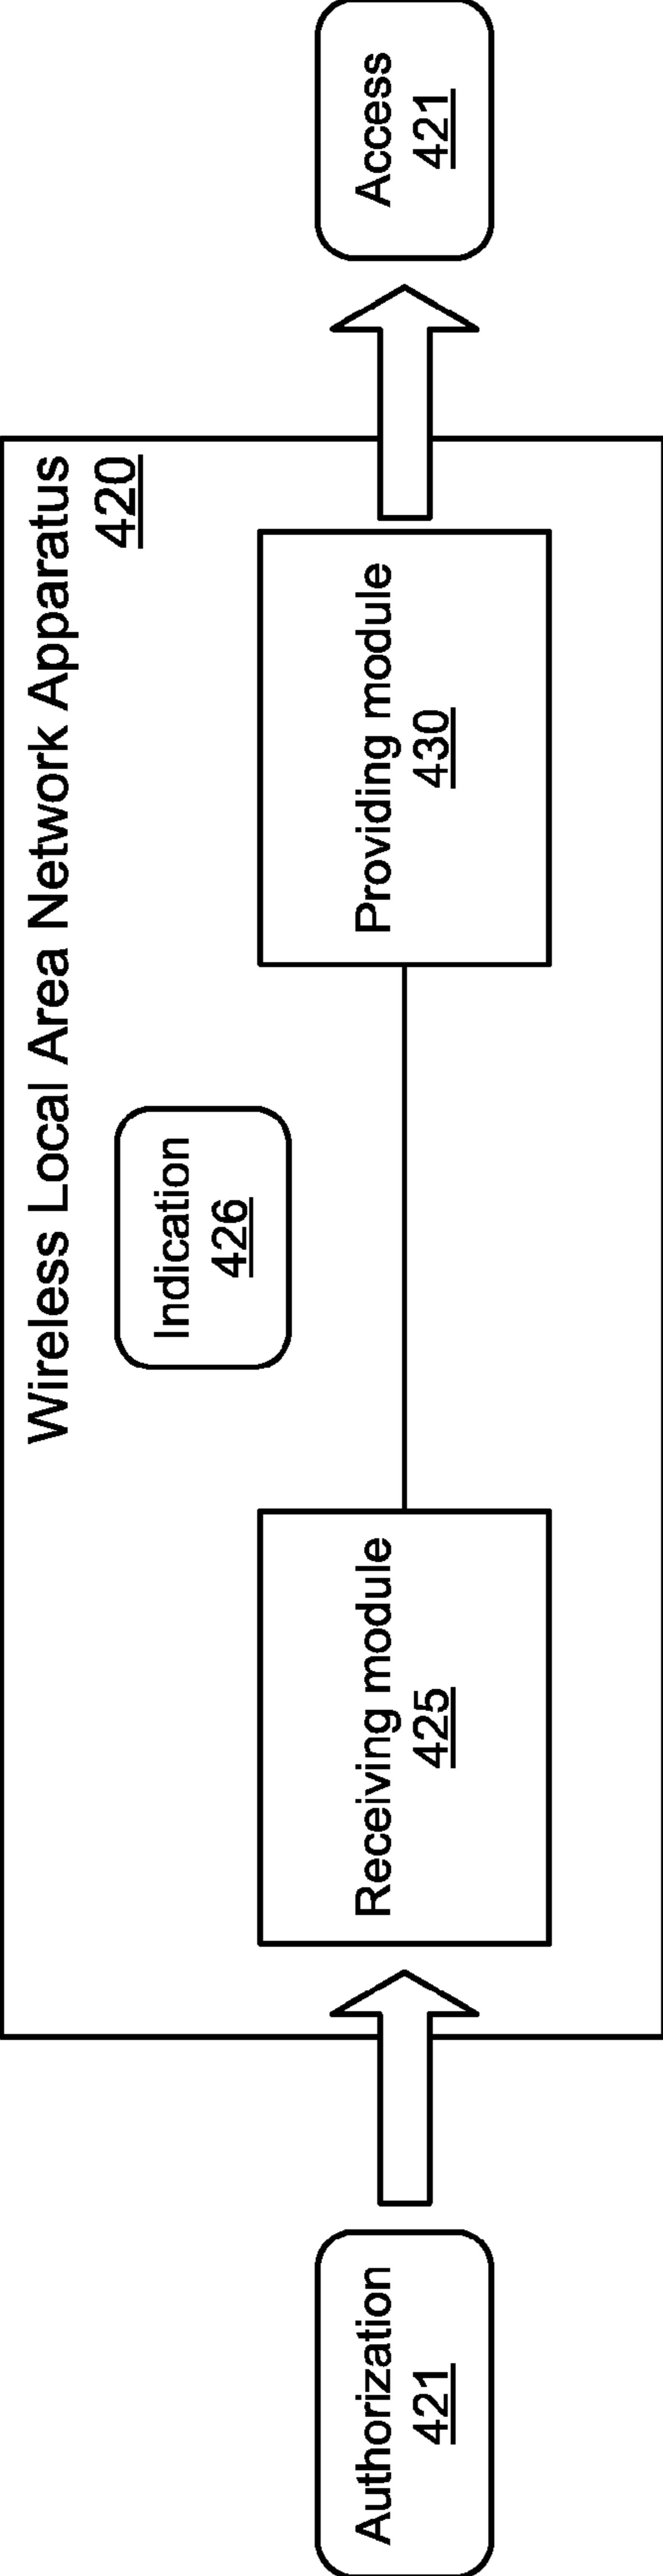 Wireless Local Area Network Apparatus
420
Authorization
421
Receiving module
425
Indication
426
Providing module
430
Access
421